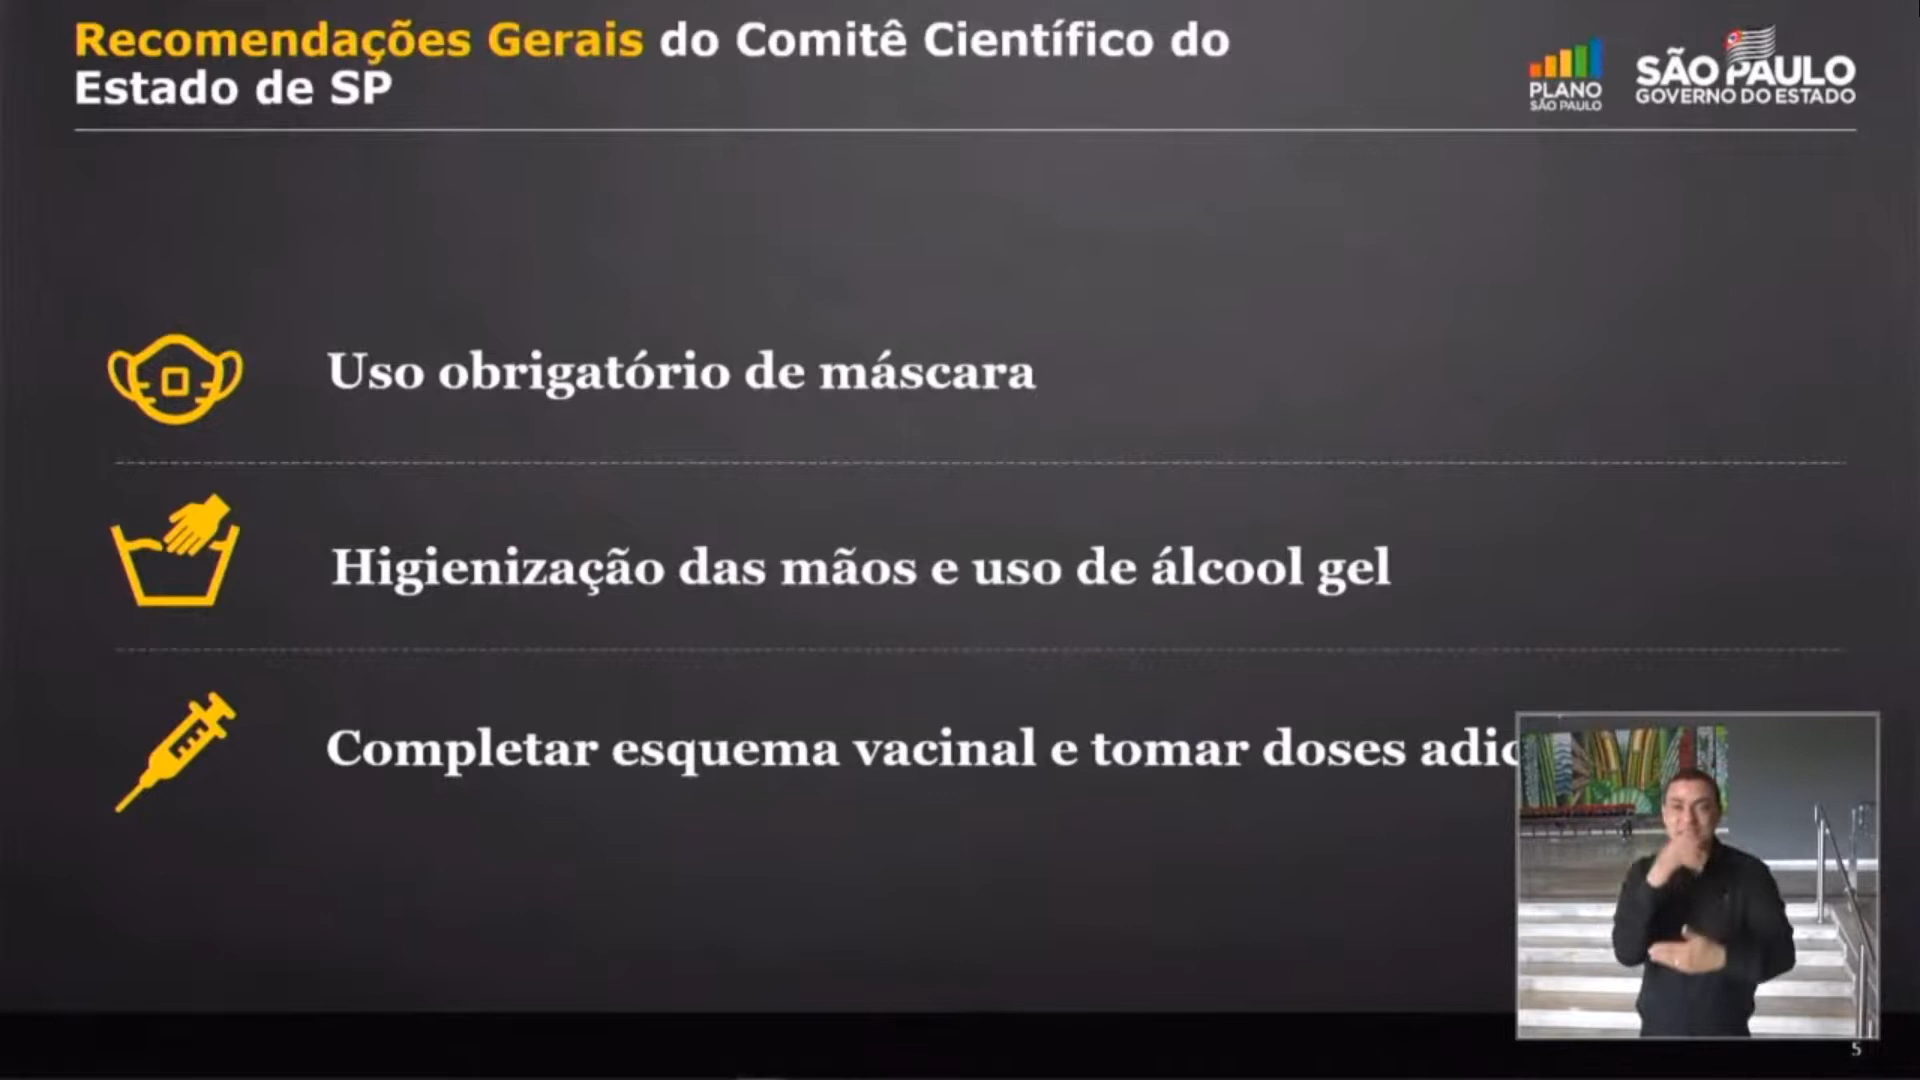 Recomendações Gerais do Comitê Científico do
Estado de SP
PLANO
SÃO PAULO
SÃO PAULO
GOVERNO DO ESTADO
Uso obrigatório de máscara
Higienização das mãos e uso de álcool gel
Completar esquema vacinal e tomar doses
5